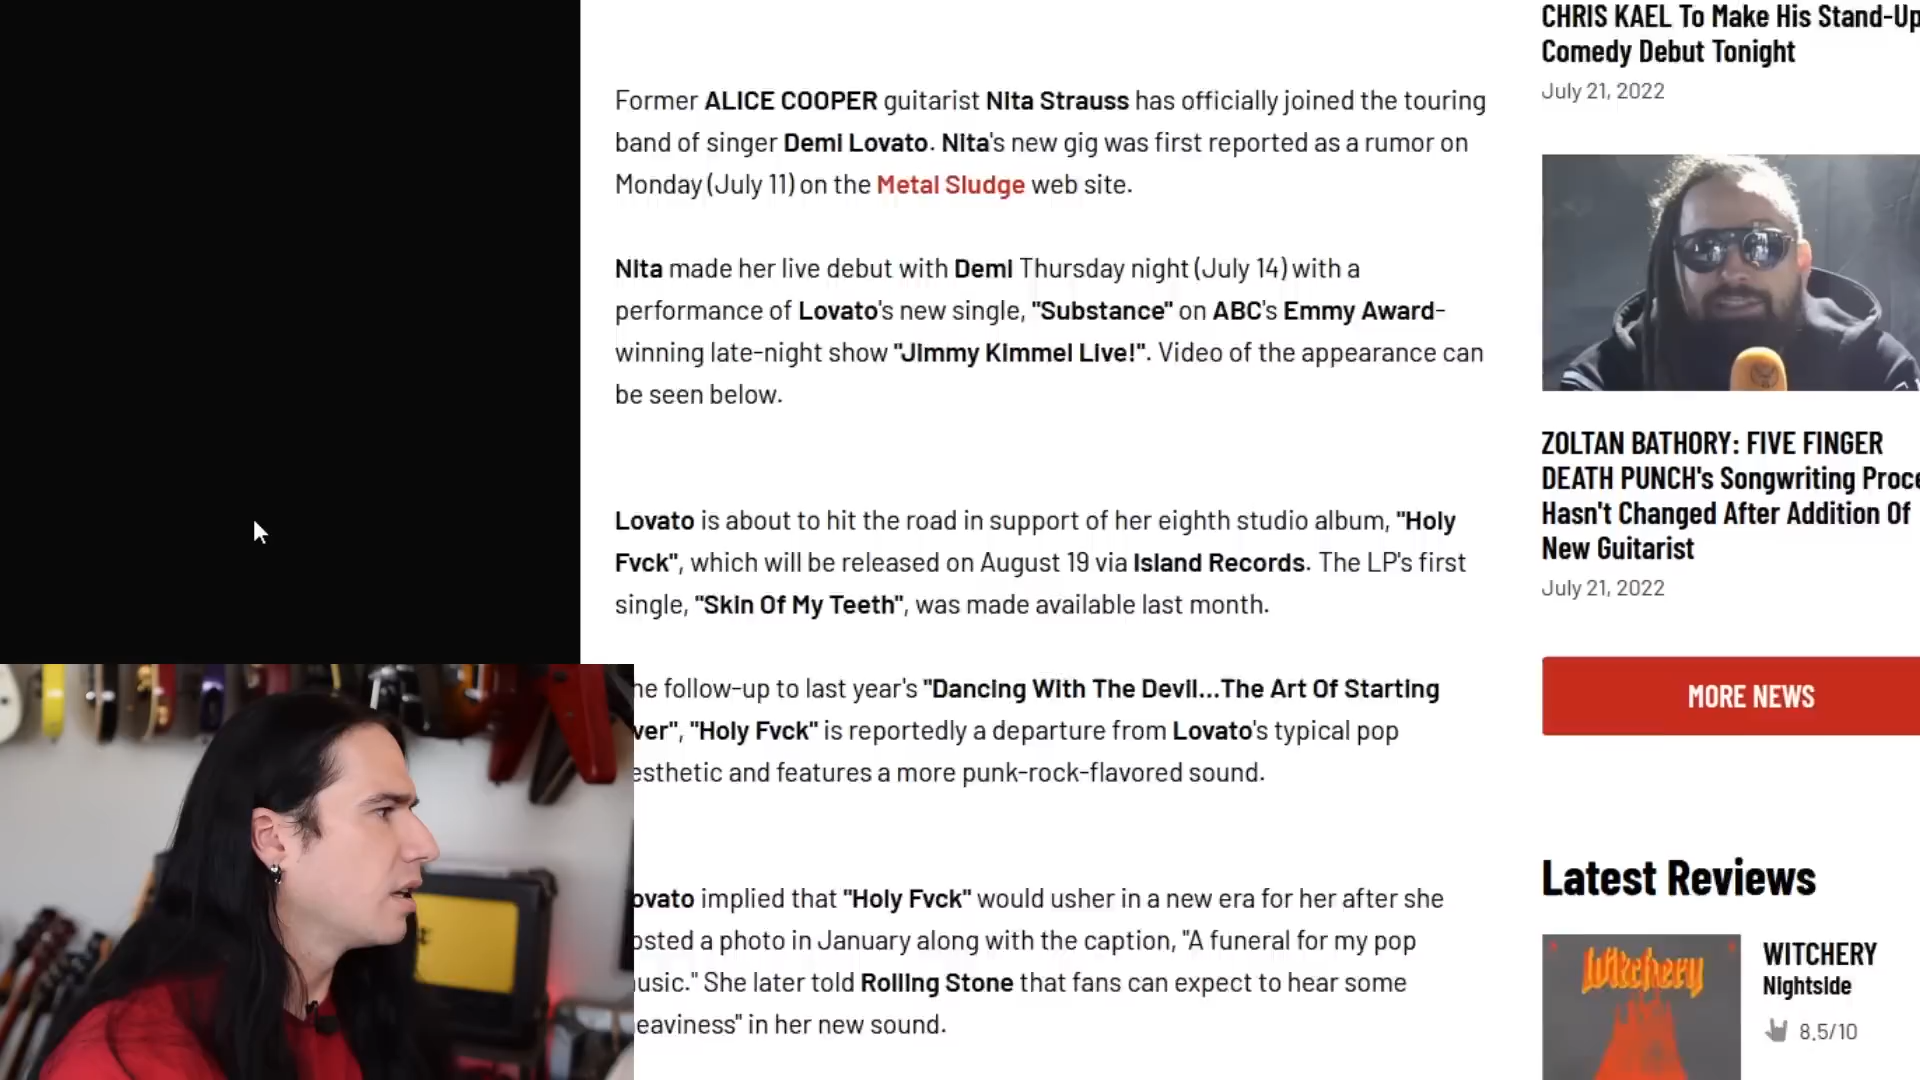 Former ALICE COOPER guitarist Nita Strauss has officially joined the touring
band of singer Demi Lovato. Nita's new gig was first reported as a rumor on
Monday (July 11) on the Metal Sludge web site.
Nita made her live debut with Demi Thursday night (July 14) with a
performance of Lovato's new single, "Substance" on ABC's Emmy Award-
winning late-night show "Jimmy Kimmel Live!". Video of the appearance can
be seen below.
Lovato is about to hit the road in support of her eighth studio album, "Holy
Fvck", which will be released on August 19 via Island Records. The LP's first
single, "Skin Of My Teeth", was made available last month.
he follow-up to last year's "Dancing With The Devil...The Art Of Starting
ver", "Holy Fvck" is reportedly a departure from Lovato's typical pop
esthetic and features a more punk-rock-flavored sound.
ovato implied that "Holy Fvck" would usher in a new era for her after she
osted a photo in January along with the caption, "A funeral for my pop
usic." She later told Rolling Stone that fans can expect to hear some
eaviness" in her new sound.
CHRIS KAEL To Make His Stand-Up
Comedy Debut Tonight
July 21, 2022
ZOLTAN BATHORY: FIVE FINGER
DEATH PUNCH's Songwriting Proce
Hasn't Changed After Addition Of
New Guitarist
July 21, 2022
MORE NEWS
Latest Reviews
Witchery
WITCHERY
Nightside
8.5/10